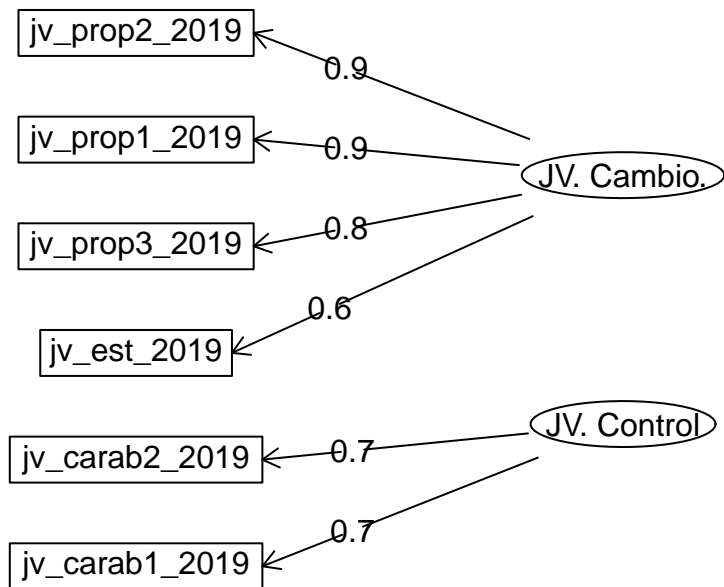 jv_prop2_2019
0.9
jv_prop1_2019
0.9
JV. Cambio.
jv_prop3_2019
0.8
0.6
jv_est_2019
JV. Control
jv_carab2_2019
0.7
0.7
jv_carab1_2019